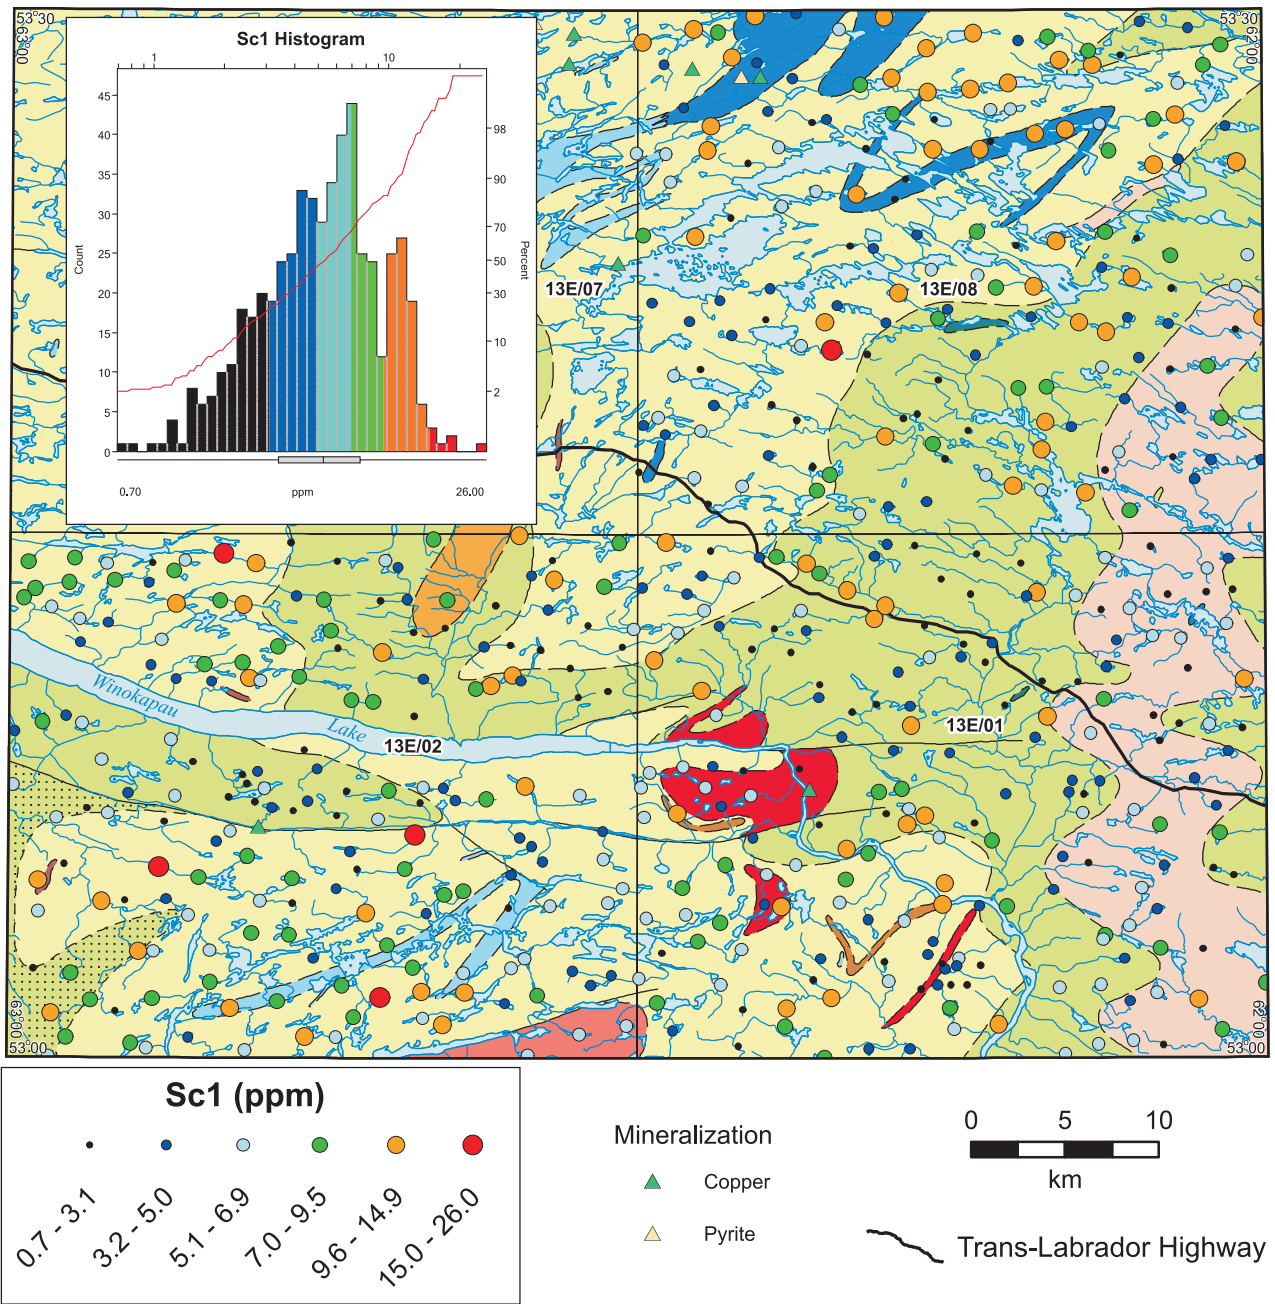 53°30
63°00
53°30
62°00
Sc1 Histogram
1
10
45
40
35
30
25
20
15
10
5
0
Count
98
90
70
50
30
10
2
Percent
0.70
ppm
26.00
13E/07
13E/08
Winokapau
Lake
13E/02
13E/01
63°00
53°00
62°00
53°00
Sc1 (ppm)
0.7 - 3.1
3.2 - 5.0
5.1 - 6.9
7.0 - 9.5
9.6 - 14.9
15.0 - 26.0
Mineralization
Copper
Pyrite
0
5
10
km
Trans-Labrador Highway